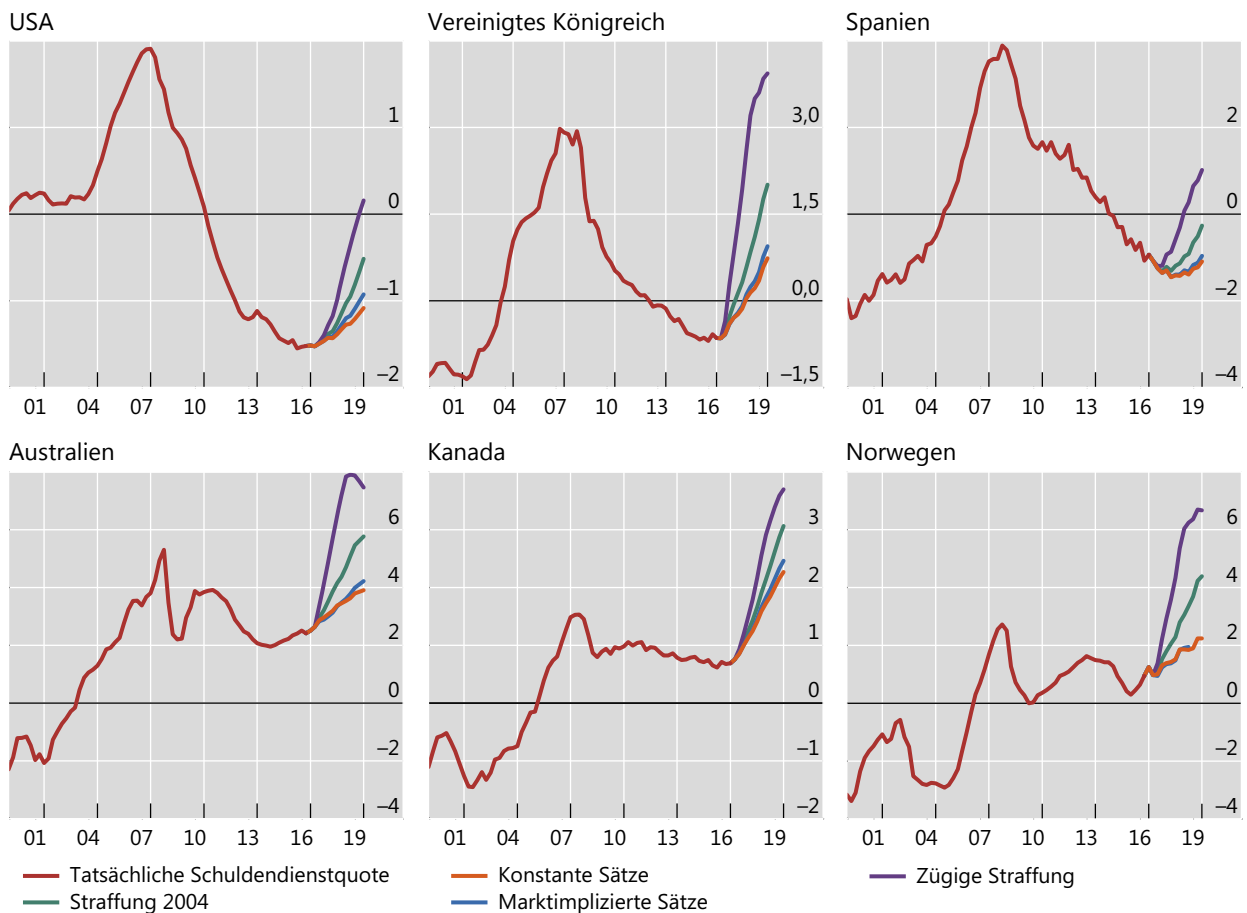 USA
Vereinigtes Königreich
Spanien
1
0
–1
–2
01 04 07 10 13 16 19
3,0
1,5
0,0
–1,5
01 04 07 10 13 16 19
2
0
–2
–4
01 04 07 10 13 16 19
Australien
Kanada
Norwegen
6
4
2
0
–2
–4
01 04 07 10 13 16 19
3
2
1
0
–1
–2
01 04 07 10 13 16 19
6
4
2
0
–2
–4
01 04 07 10 13 16 19
Tatsächliche Schuldendienstquote
Konstante Sätze
Zügige Straffung
Straffung 2004
Marktimplizierte Sätze